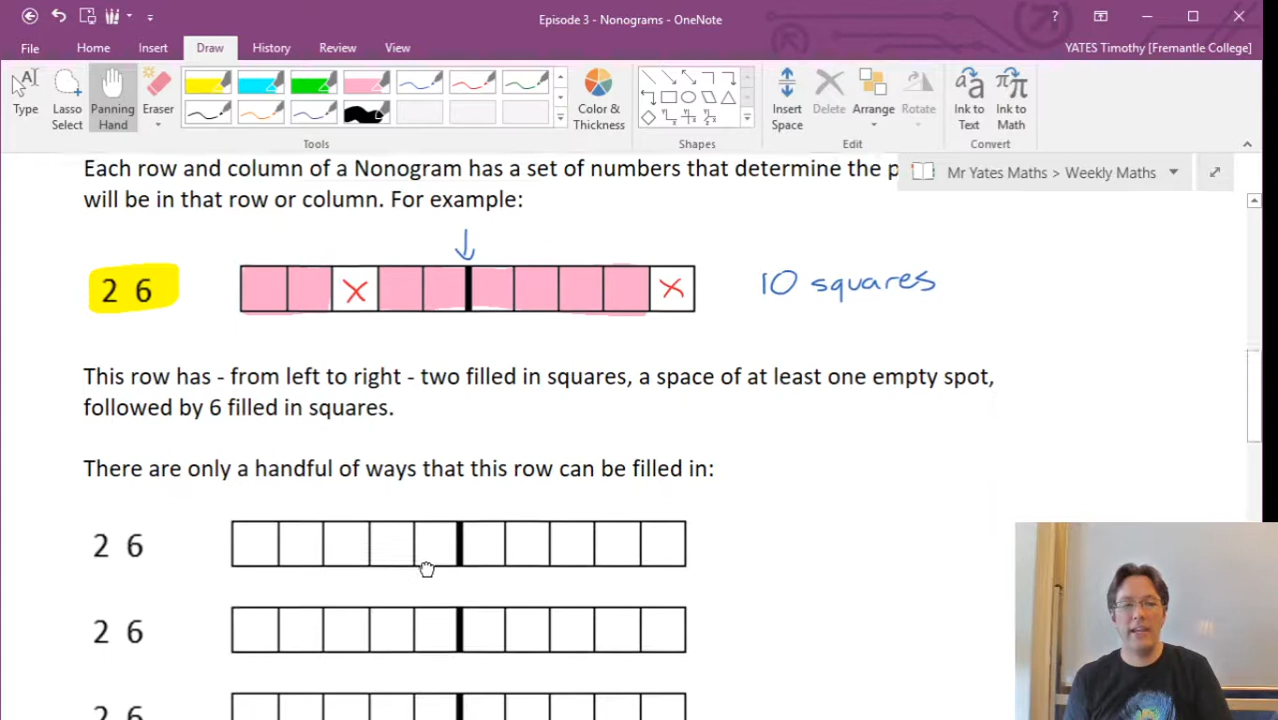 Episode 3 - Nonograms - OneNote
?
File Home Insert Draw History Review View
YATES Timothy [Fremantle College]
Type
Lasso Select
Panning Hand
Eraser
Color & Thickness
Insert Space
Delete
Arrange
Rotate
Ink to Text
Ink to Math
Tools
Shapes
Edit
Convert
Each row and column of a Nonogram has a set of numbers that determine the p
Mr Yates Maths > Weekly Maths
will be in that row or column. For example:
2 6
10 squares
This row has - from left to right - two filled in squares, a space of at least one empty spot,
followed by 6 filled in squares.
There are only a handful of ways that this row can be filled in:
2 6
2 6
2 6